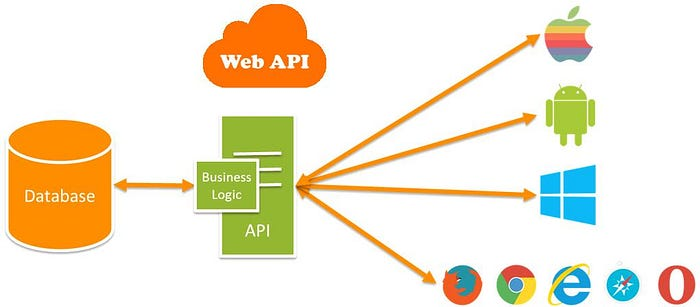 Web API
Database
Business
Logic
API